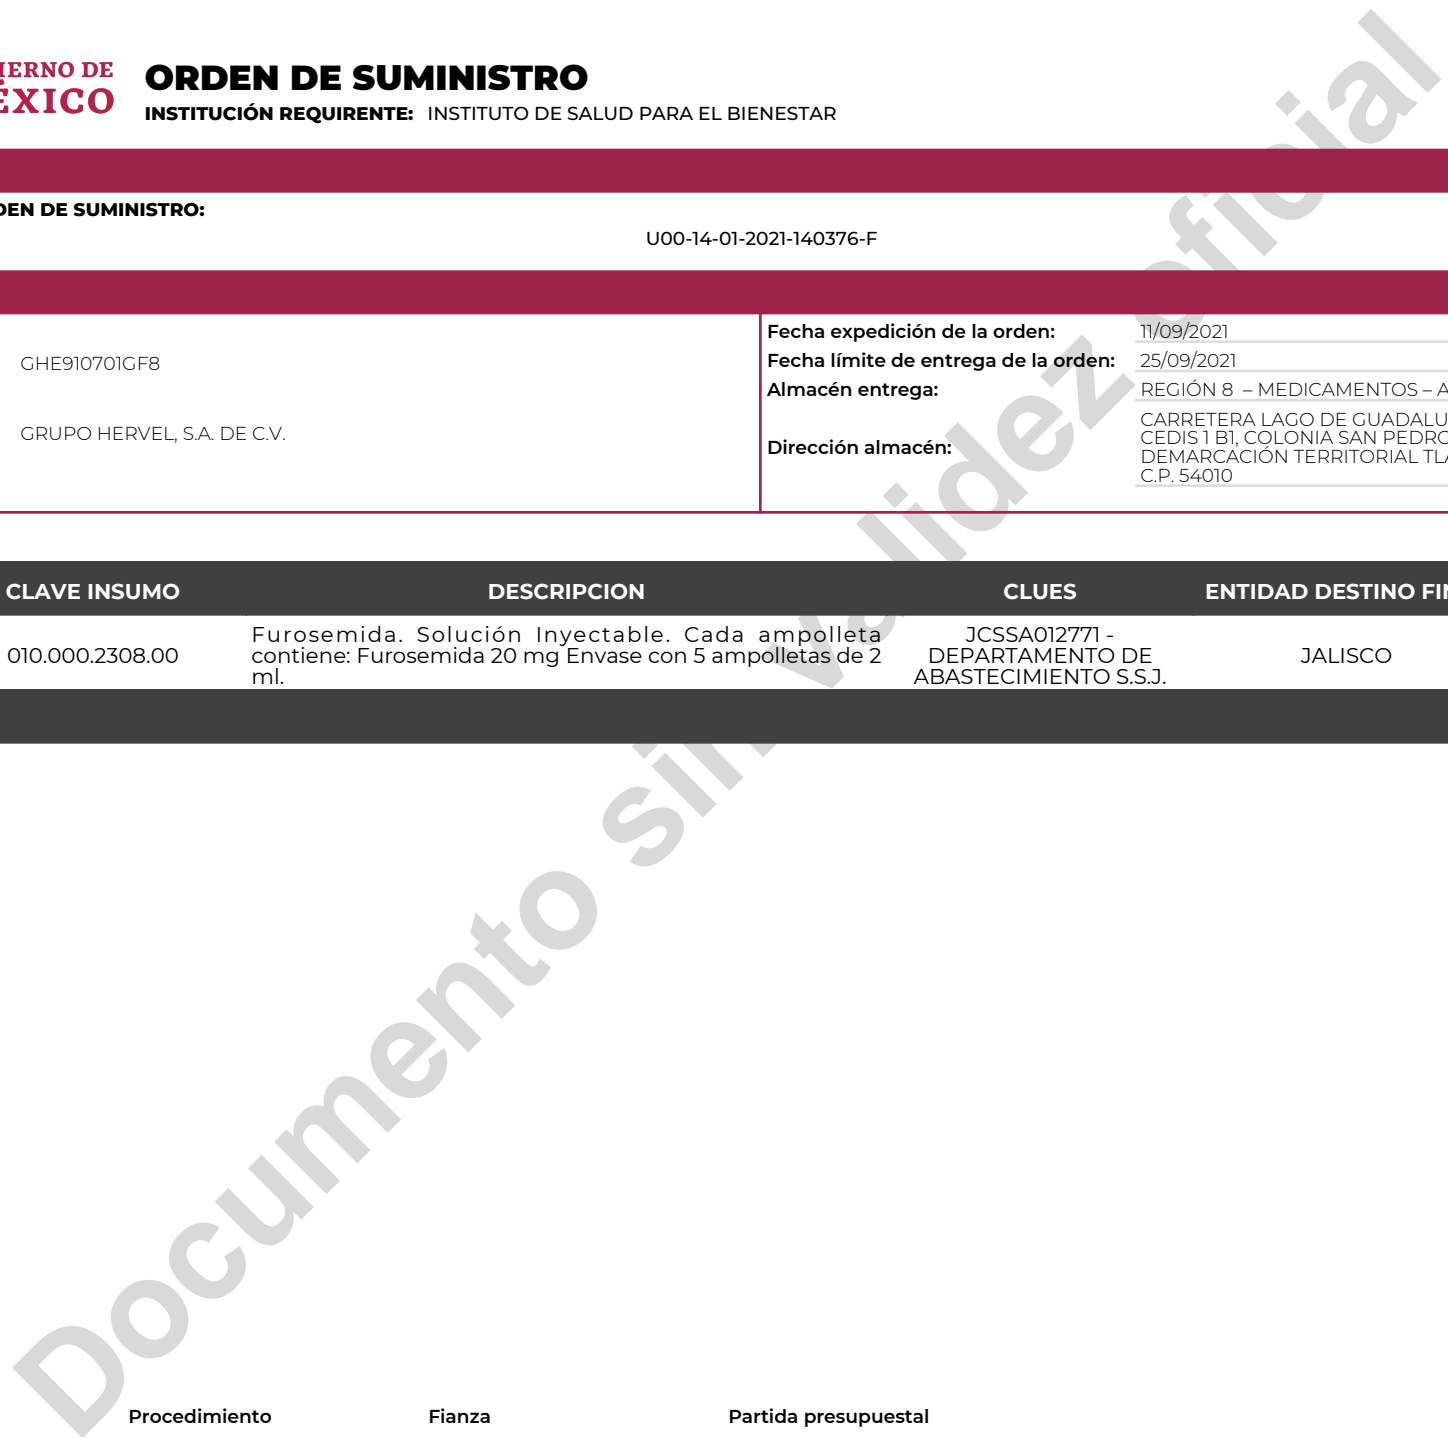 ORDEN DE SUMINISTRO
INSTITUCIÓN REQUIRENTE: INSTITUTO DE SALUD PARA EL BIENESTAR
IERNO DE
ÉXICO
DEN DE SUMINISTRO:
U00-14-01-2021-140376-F
GHE910701GF8
GRUPO HERVEL, S.A. DE C.V.
Fecha expedición de la orden: 11/09/2021
Fecha límite de entrega de la orden: 25/09/2021
Almacén entrega: REGIÓN 8 – MEDICAMENTOS – A
Dirección almacén:
CARRETERA LAGO DE GUADALU
CEDIS 1 B1, COLONIA SAN PEDRO
DEMARCACIÓN TERRITORIAL TLA
C.P. 54010
CLAVE INSUMO DESCRIPCION CLUES ENTIDAD DESTINO FIN
010.000.2308.00
Furosemida. Solución Inyectable. Cada ampolleta
contiene: Furosemida 20 mg Envase con 5 ampolletas de 2
ml.
JCSSA012771 -
DEPARTAMENTO DE
ABASTECIMIENTO S.S.J.
JALISCO
Documento sin validez oficial
Procedimiento Fianza Partida presupuestal